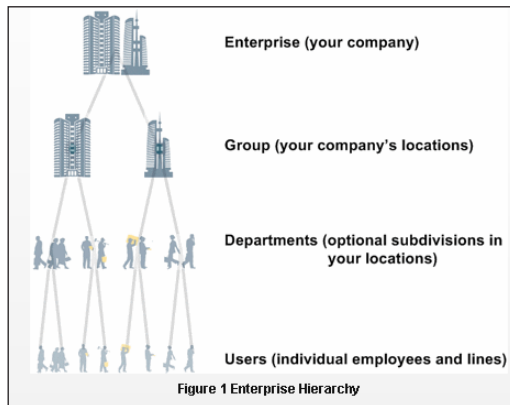 Enterprise (your company)
Group (your company's locations)
Departments (optional subdivisions in
your locations)
Users (individual employees and lines)
Figure 1 Enterprise Hierarchy